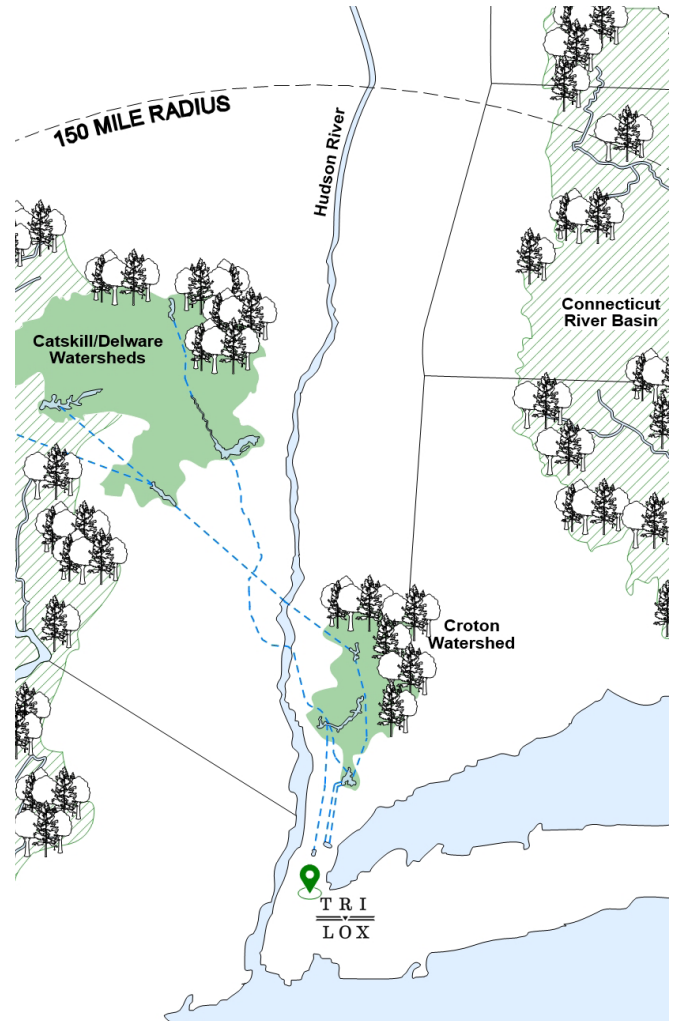 150 MILE RADIUS
Hudson River
Connecticut
River Basin
Catskill/Delware
Watersheds
Croton
Watershed
TRI
LOX